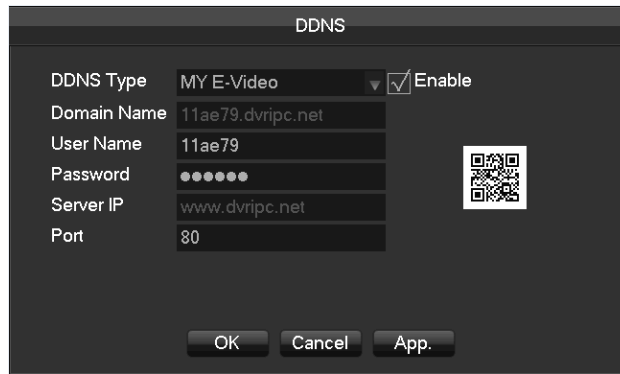 DDNS
DDNS Type MY E-Video Enable
Domain Name 11ae79.dvripc.net
User Name 11ae79
Password ●●●●●●
Server IP www.dvripc.net
Port 80
OK Cancel App.